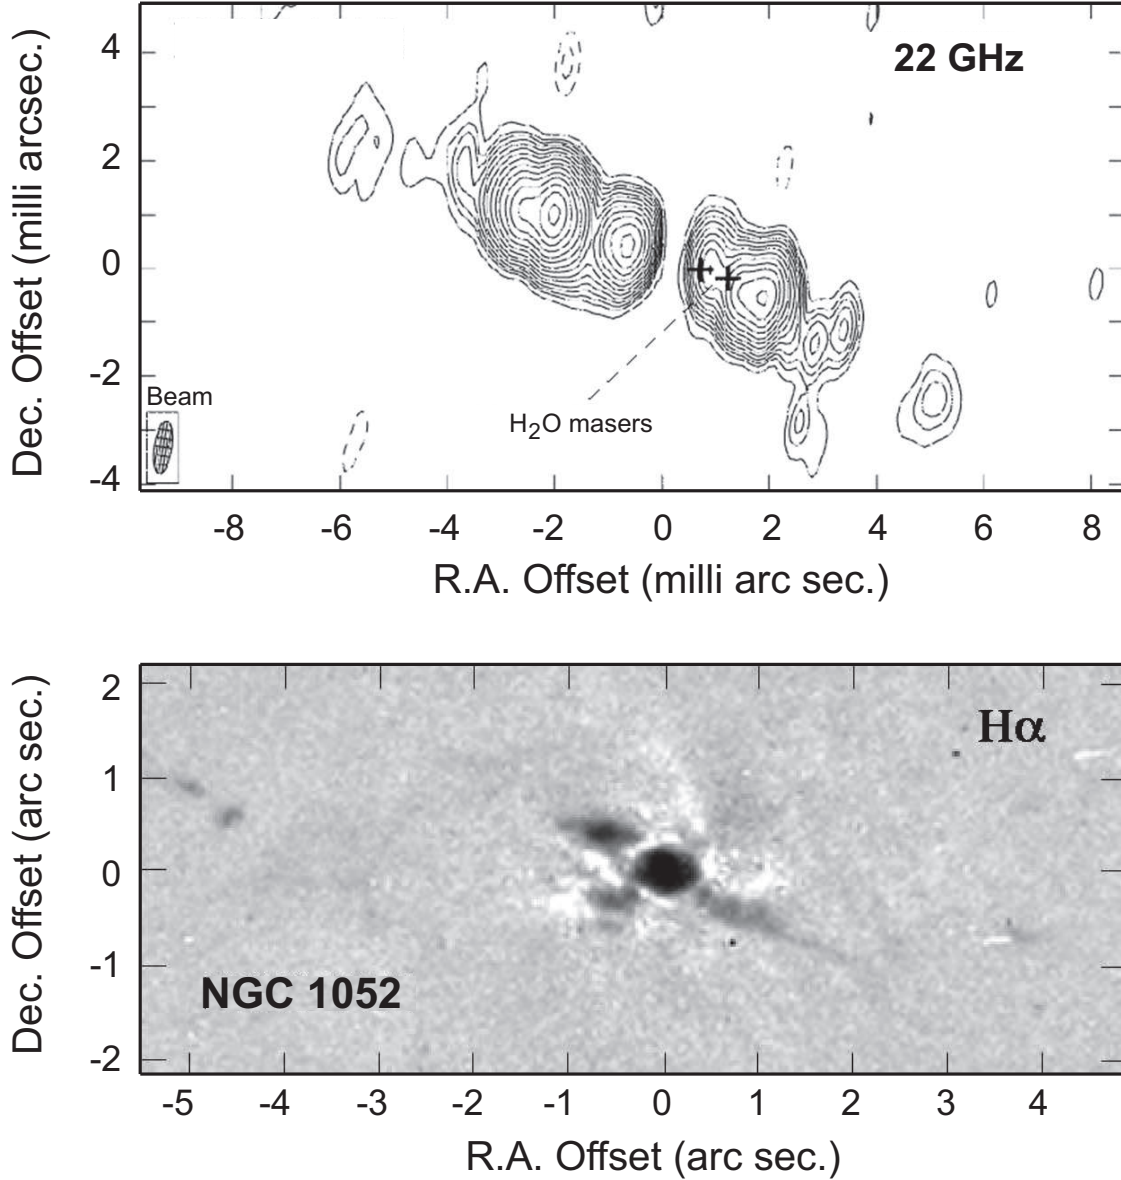 22 GHz
4
2
0
-2
-4
Dec. Offset (milli arcsec.)
Beam
H2O masers
-8 -6 -4 -2 0 2 4 6 8
R.A. Offset (milli arc sec.)
Hα
2
1
0
-1
-2
Dec. Offset (arc sec.)
NGC 1052
-5 -4 -3 -2 -1 0 1 2 3 4
R.A. Offset (arc sec.)